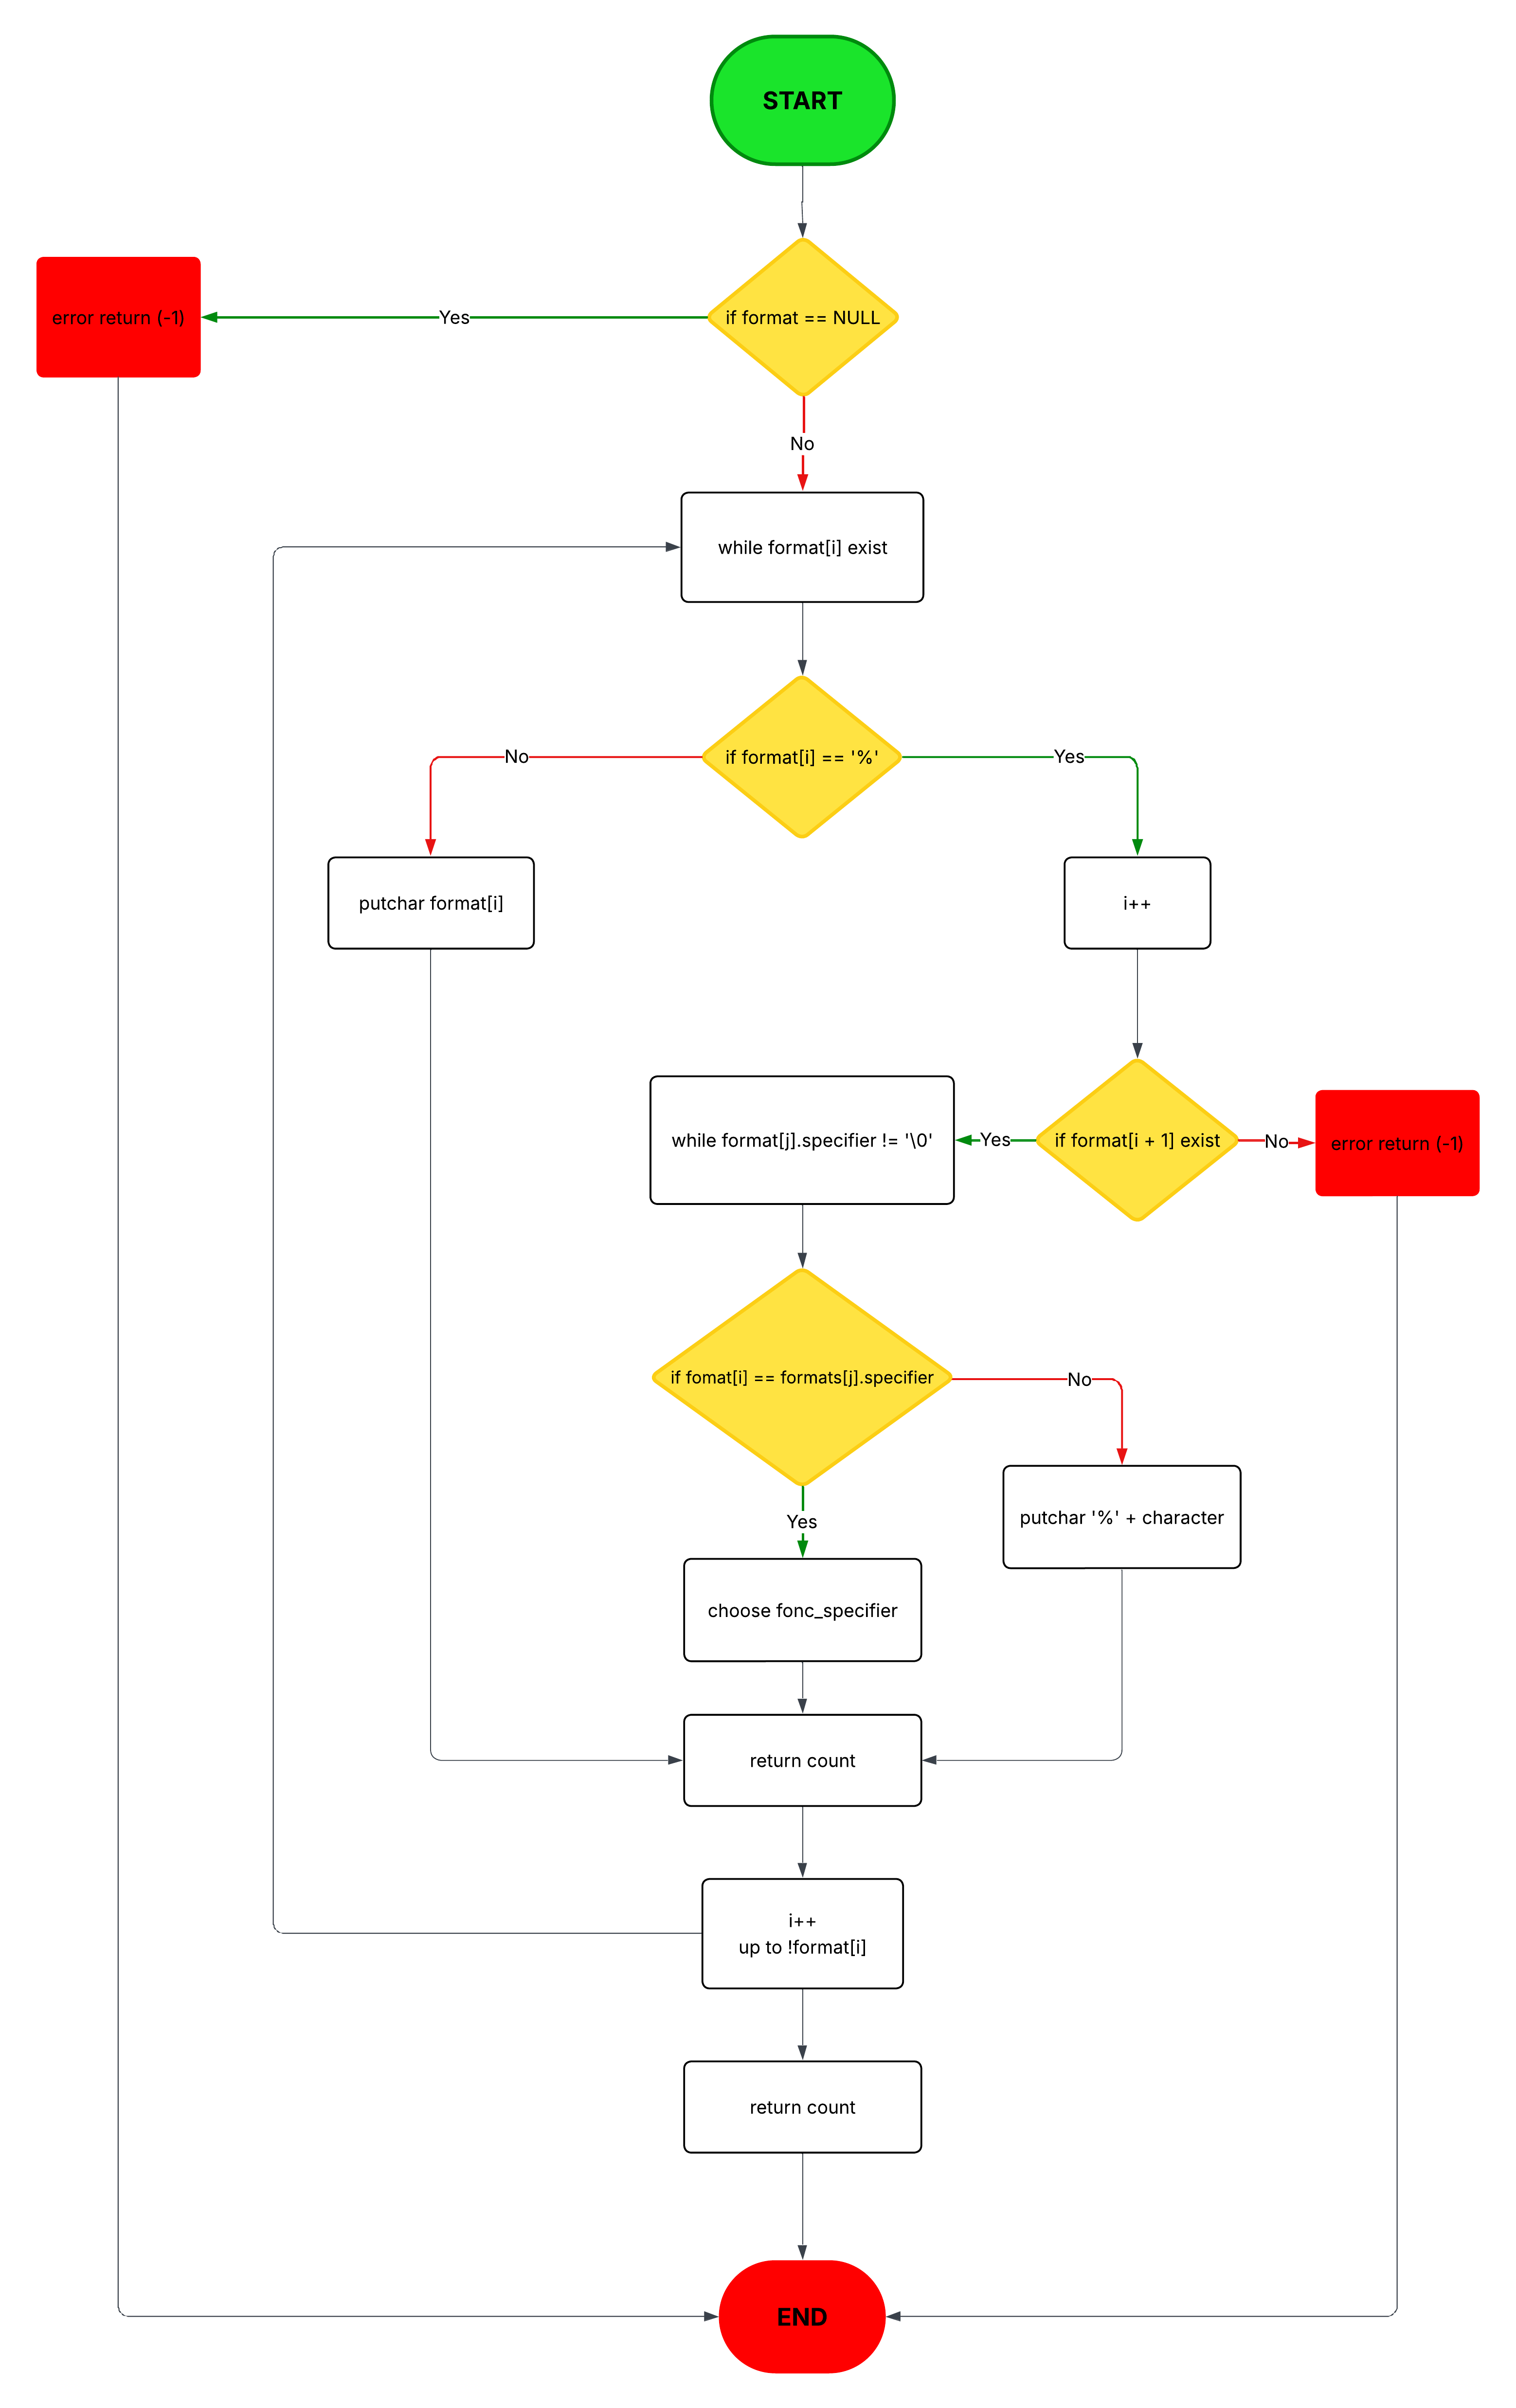 START
if format == NULL
Yes
error return (-1)
No
while format[i] exist
if format[i] == '%'
No
Yes
putchar format[i]
i++
if format[i + 1] exist
Yes
No
while format[j].specifier != '\0'
error return (-1)
if fomat[i] == formats[j].specifier
No
Yes
putchar '%' + character
choose fonc_specifier
return count
i++
up to !format[i]
return count
END